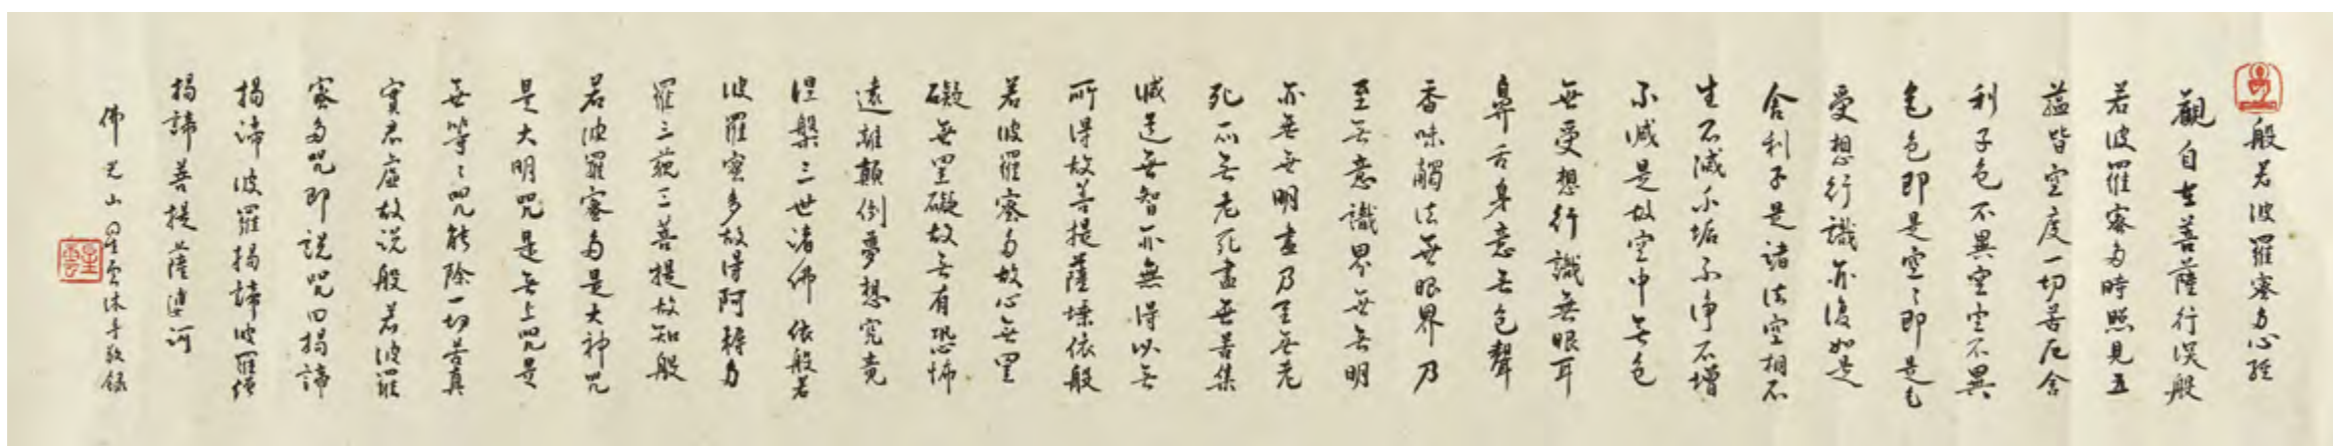 般若波羅蜜多心經
觀自在菩薩行深般
若波羅蜜多時照見五
蘊皆空度一切苦厄舍
利子色不異空空不異
色色即是空々即是色
受想行識亦復如是
舍利子是諸法空相不
生不滅不垢不淨不增
不減是故空中無色
無受想行識無眼耳
鼻舌身意無色聲
香味觸法無眼界乃
至無意識界無無明
亦無無明盡乃至無老
死亦無老死盡無苦集
滅道無智亦無得以無
所得故菩提薩埵依般
若波羅蜜多故心無罣
礙無罣礙故無有恐怖
遠離顛倒夢想究竟
涅槃三世諸佛依般若
波羅蜜多故得阿耨多
羅三藐三菩提故知般
若波羅蜜多是大神咒
是大明咒是無上咒是
無等々咒能除一切苦真
實不虛故說般若波羅
蜜多咒即說咒曰揭諦
揭諦波羅揭諦波羅僧
揭諦菩提薩婆訶
佛光山星雲沐手敬錄
星雲